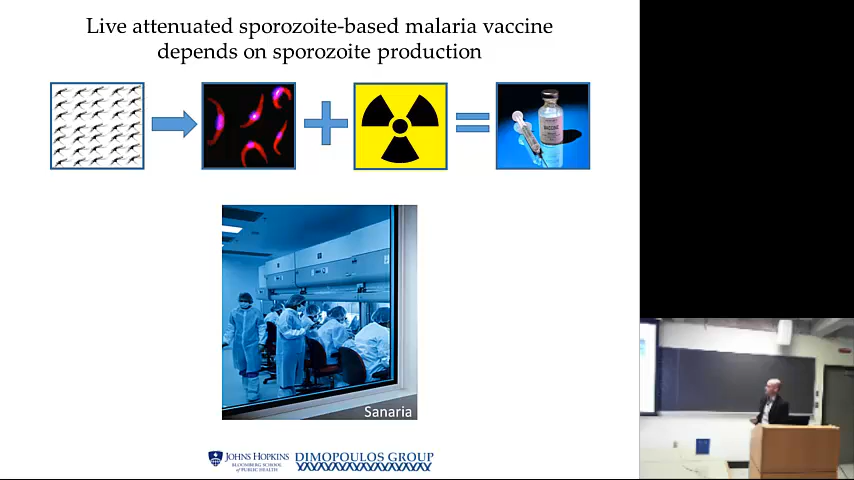 Live attenuated sporozoite-based malaria vaccine
depends on sporozoite production
VACCINE
Sanaria
JOHNS HOPKINS
BLOOMBERG SCHOOL
of PUBLIC HEALTH
DIMOPOULOS GROUP